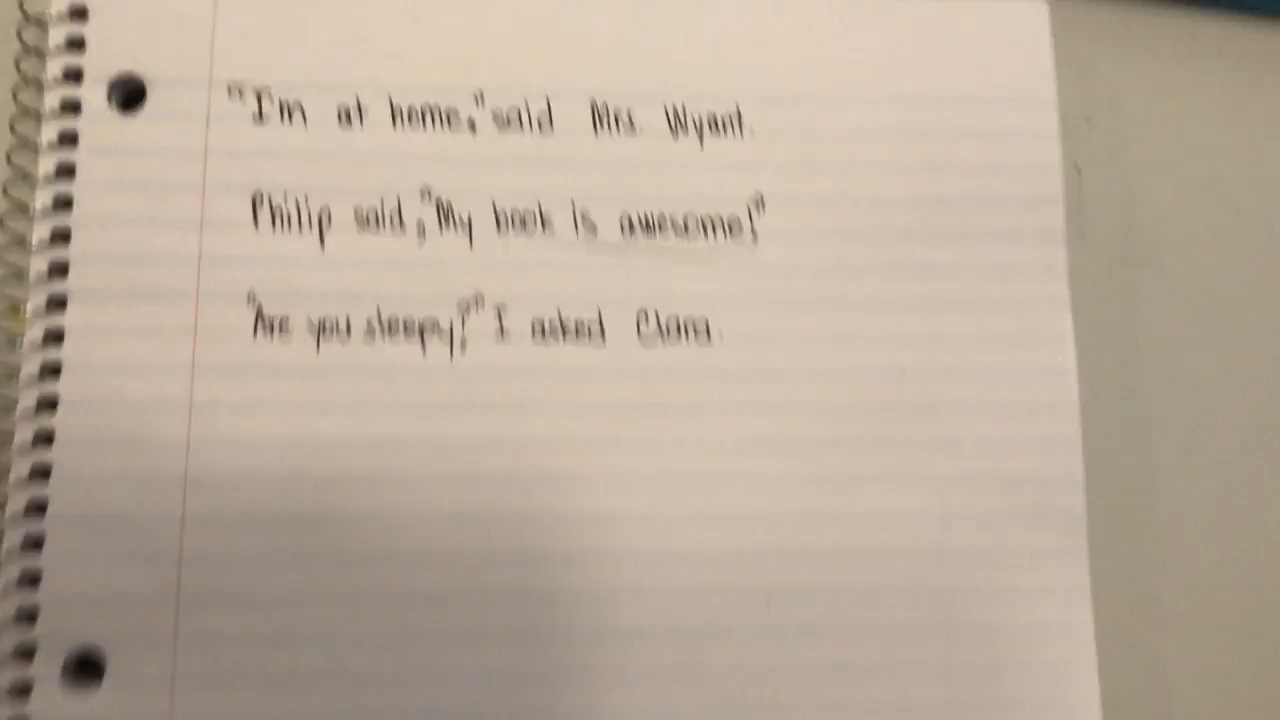 "I'm at home," said Mrs. Wyant.
Philip said, "My book is awesome!"
"Are you sleepy?" I asked Clara.